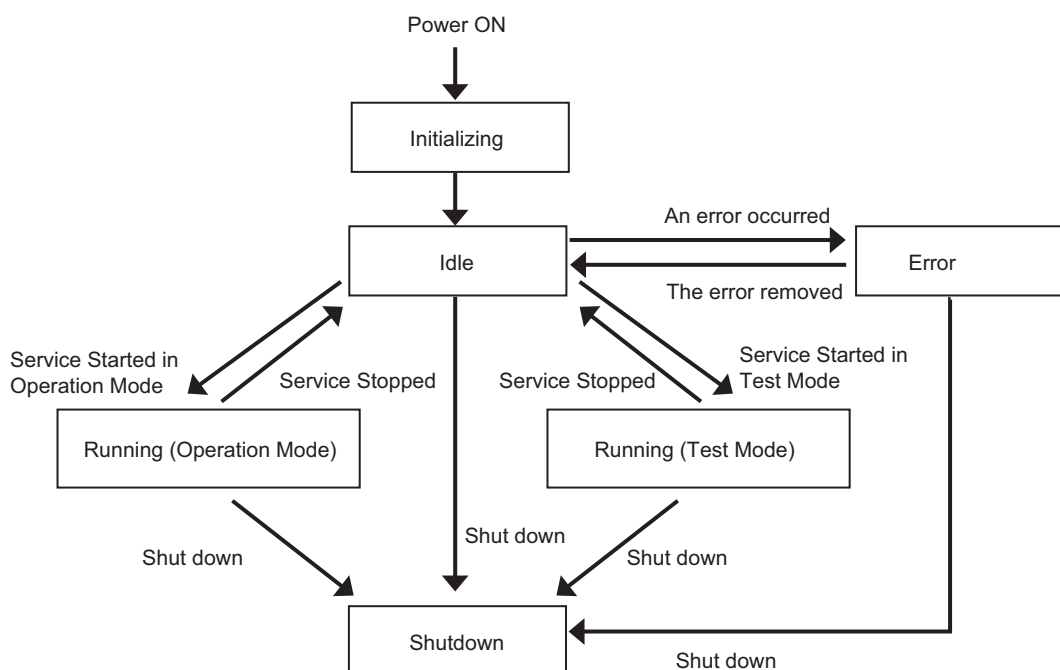 Power ON
Initializing
An error occurred
Idle
Error
The error removed
Service Started in
Operation Mode
Service Stopped
Service Stopped
Service Started in
Test Mode
Running (Operation Mode)
Running (Test Mode)
Shut down
Shut down
Shut down
Shutdown
Shut down